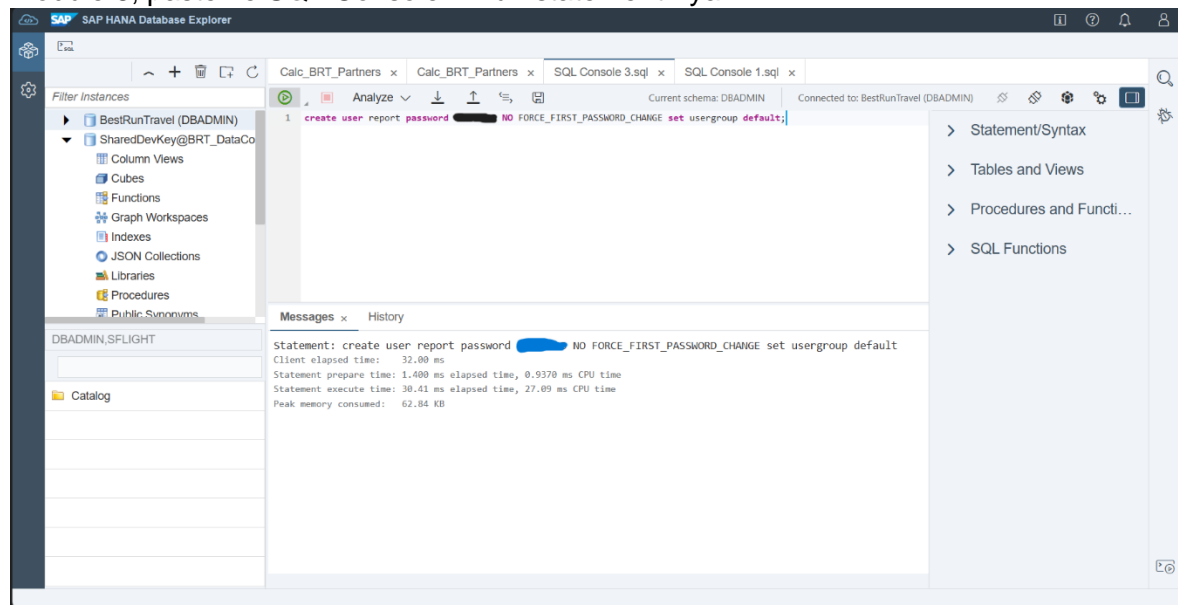 SAP SAP HANA Database Explorer
Filter Instances
BestRunTravel (DBADMIN)
SharedDevKey@BRT_DataCo
Column Views
Cubes
Functions
Graph Workspaces
Indexes
JSON Collections
Libraries
Procedures
Public Synonyms
DBADMIN,SFLIGHT
Catalog
Calc_BRT_Partners x Calc_BRT_Partners x SQL Console 3.sql x SQL Console 1.sql x
Analyze Current schema: DBADMIN Connected to: BestRunTravel (DBADMIN)
1 create user report password NO FORCE_FIRST_PASSWORD_CHANGE set usergroup default;
Messages x History
Statement: create user report password NO FORCE_FIRST_PASSWORD_CHANGE set usergroup default
Client elapsed time: 32.00 ms
Statement prepare time: 1.400 ms elapsed time, 0.9370 ms CPU time
Statement execute time: 30.41 ms elapsed time, 27.09 ms CPU time
Peak memory consumed: 62.84 KB
> Statement/Syntax
> Tables and Views
> Procedures and Functi...
> SQL Functions